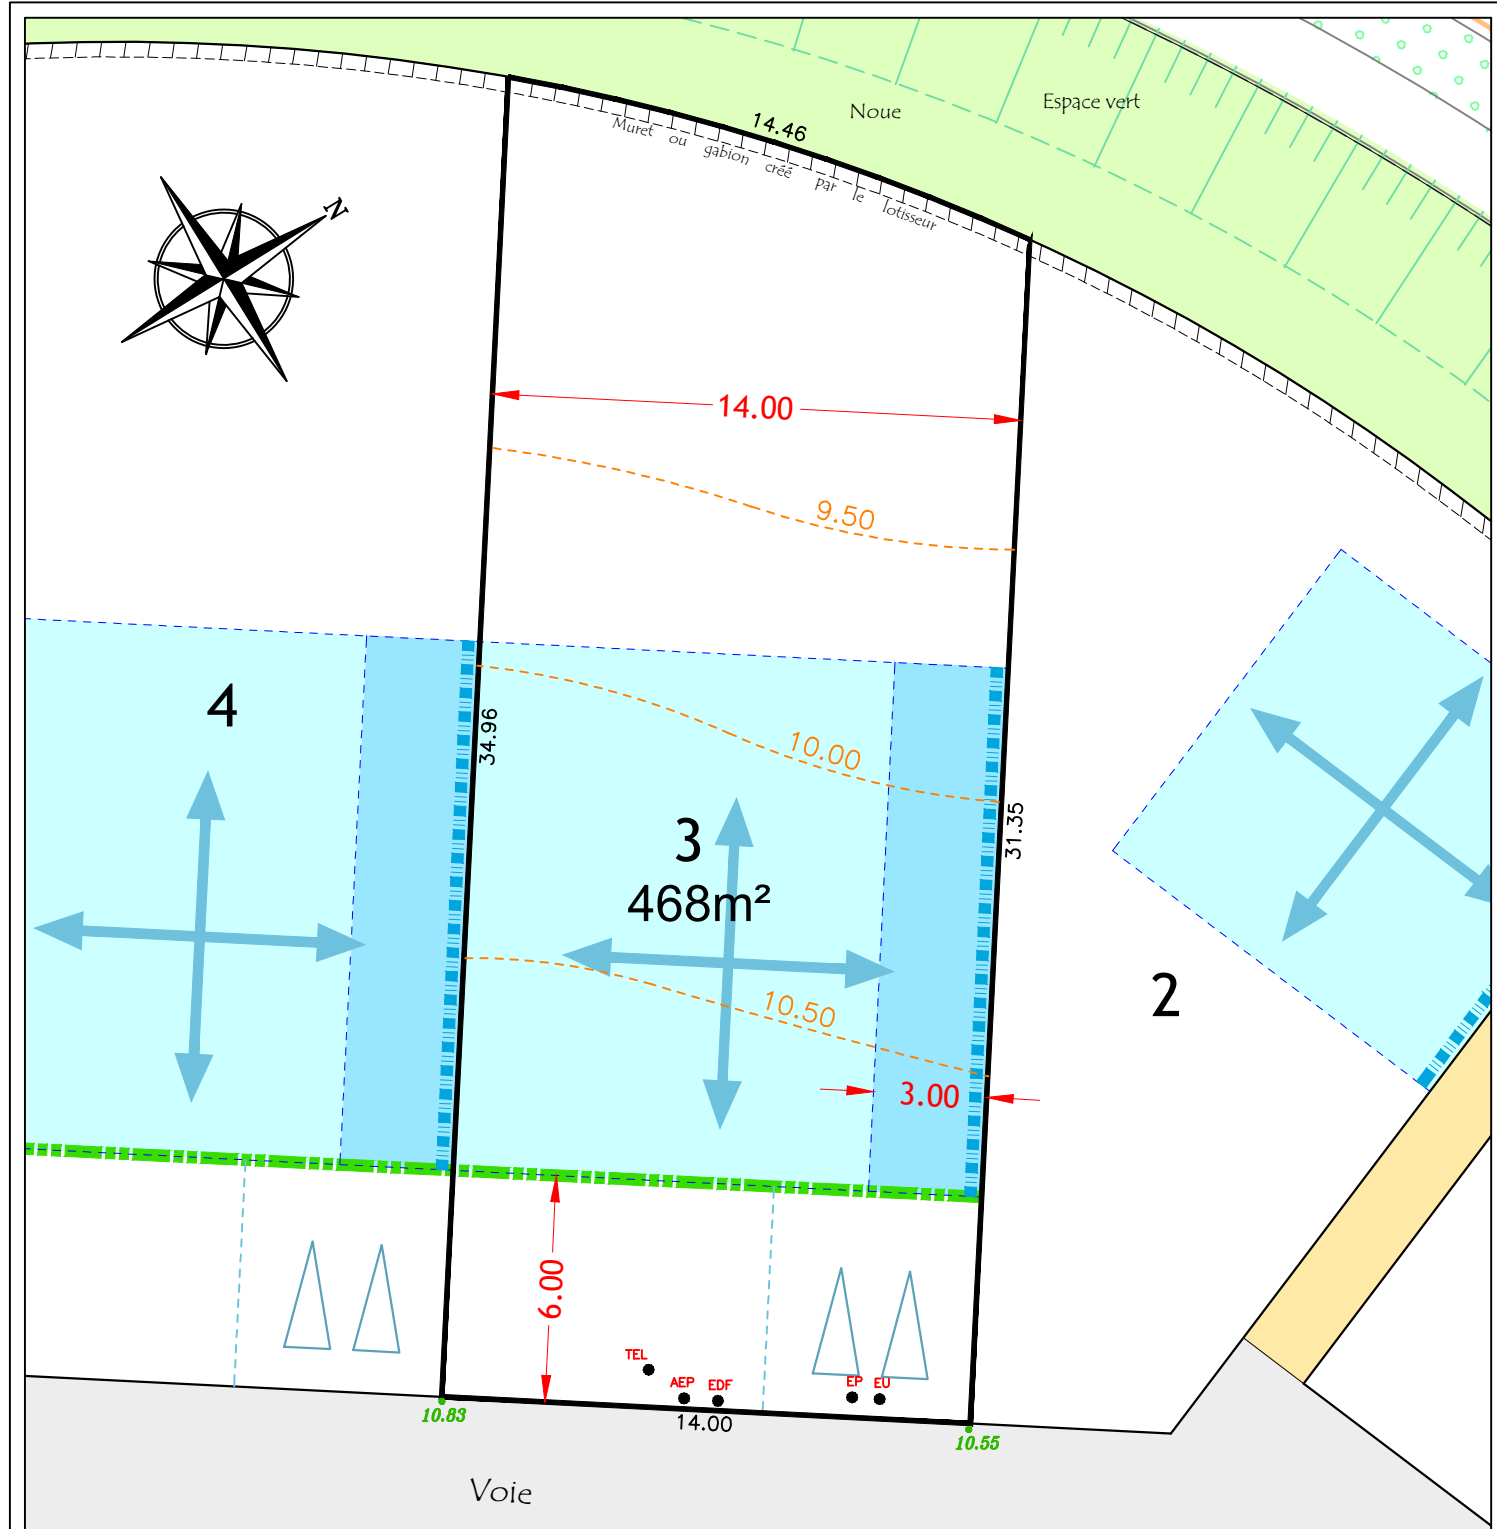 Noue
Espace vert
14.46
Muret ou gabion créé par le lotisseur
N
14.00
9.50
4
34.96
10.00
3
468m²
31.35
2
10.50
3.00
6.00
TEL
AEP
EDF
EP
EU
10.83
14.00
10.55
Voie